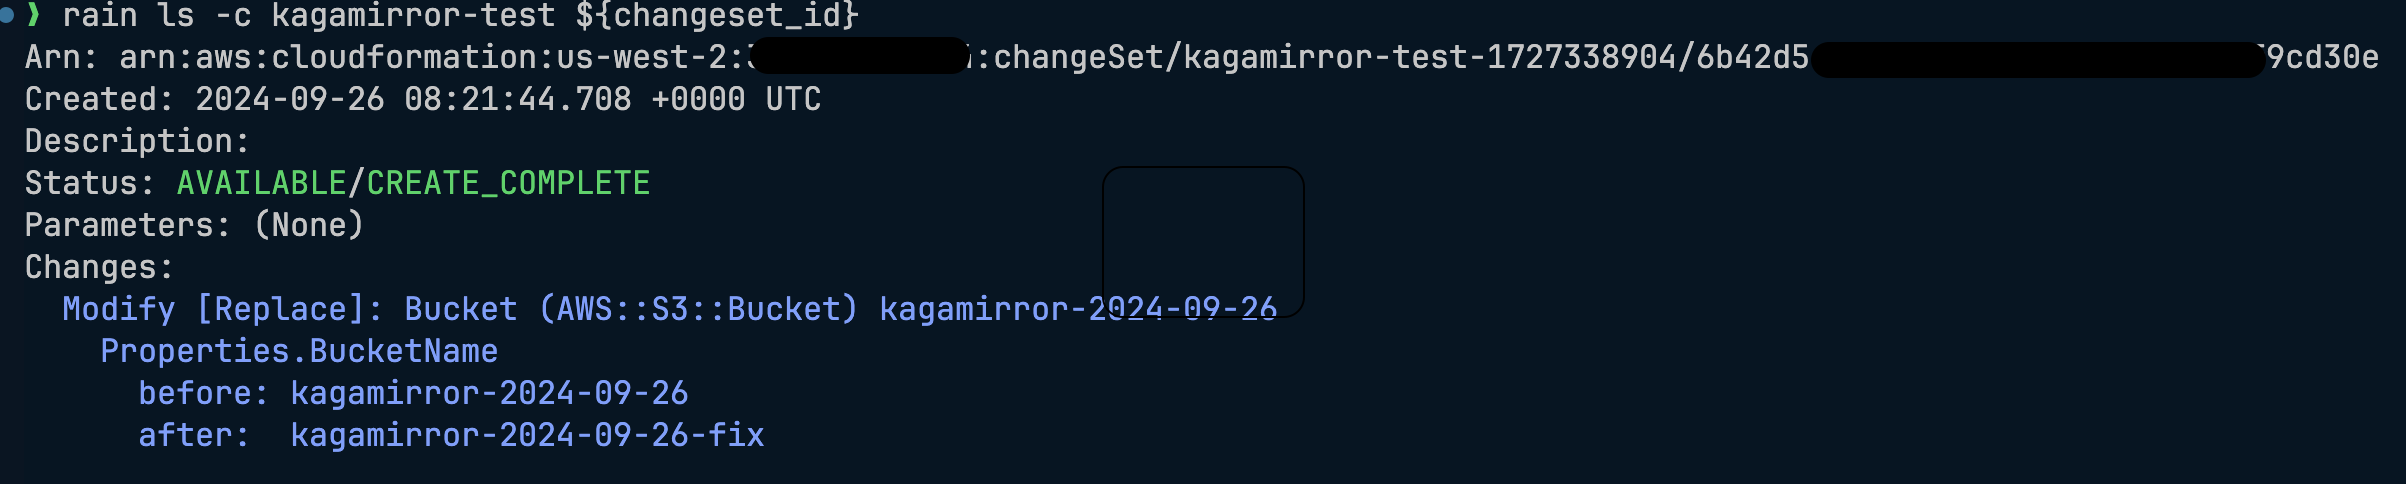 ❯ rain ls -c kagamirror-test ${changeset_id}
Arn: arn:aws:cloudformation:us-west-2: :changeSet/kagamirror-test-1727338904/6b42d5 9cd30e
Created: 2024-09-26 08:21:44.708 +0000 UTC
Description:
Status: AVAILABLE/CREATE_COMPLETE
Parameters: (None)
Changes:
  Modify [Replace]: Bucket (AWS::S3::Bucket) kagamirror-2024-09-26
    Properties.BucketName
      before: kagamirror-2024-09-26
      after:  kagamirror-2024-09-26-fix